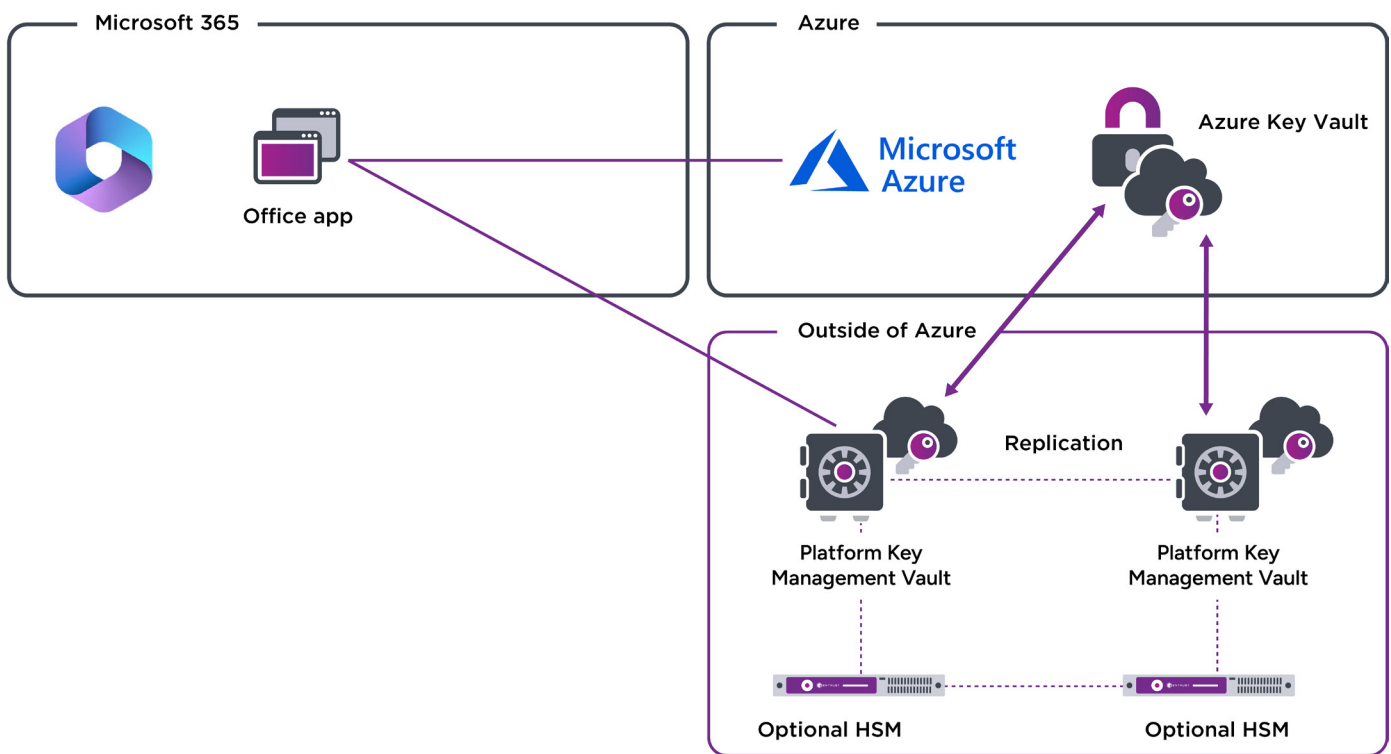 Microsoft 365
Azure
Office app
Microsoft
Azure
Azure Key Vault
Outside of Azure
Replication
Platform Key
Management Vault
Platform Key
Management Vault
Optional HSM
Optional HSM